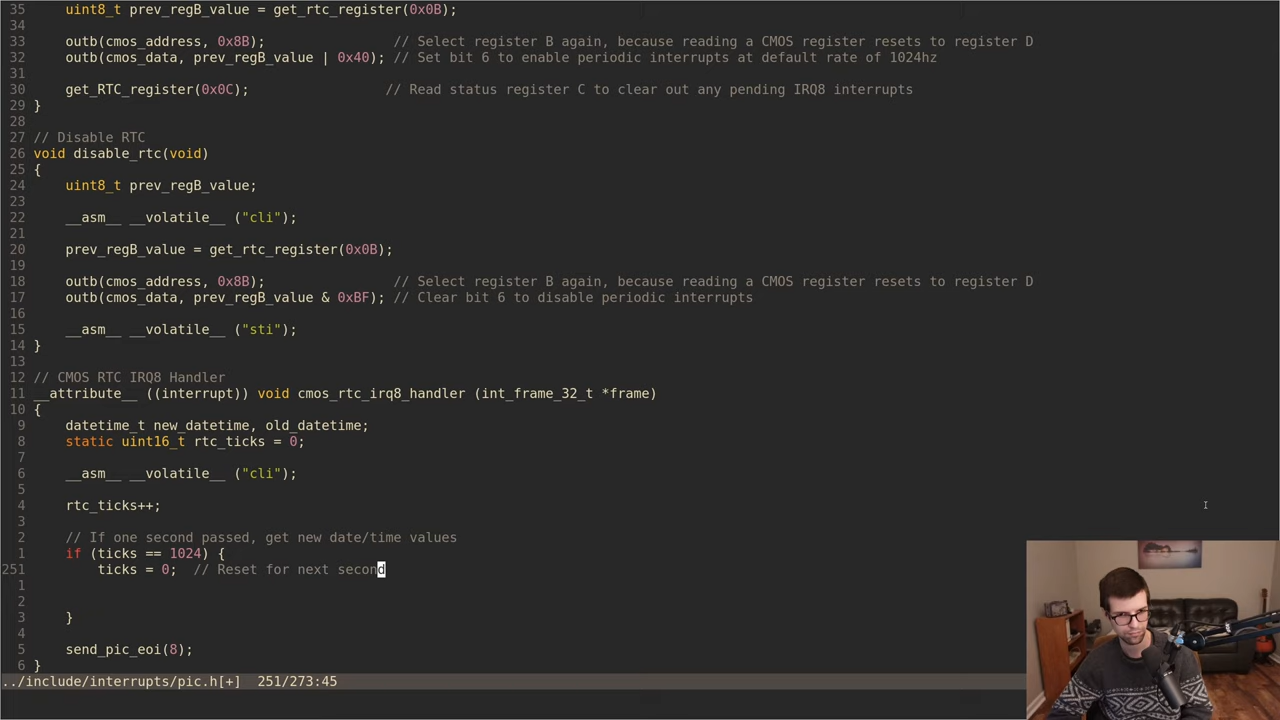 35     uint8_t prev_regB_value = get_rtc_register(0x0B);
34
33     outb(cmos_address, 0x8B);                // Select register B again, because reading a CMOS register resets to register D
32     outb(cmos_data, prev_regB_value | 0x40); // Set bit 6 to enable periodic interrupts at default rate of 1024hz
31
30     get_RTC_register(0x0C);                 // Read status register C to clear out any pending IRQ8 interrupts
29 }
28
27 // Disable RTC
26 void disable_rtc(void)
25 {
24     uint8_t prev_regB_value;
23
22     __asm__ __volatile__ ("cli");
21
20     prev_regB_value = get_rtc_register(0x0B);
19
18     outb(cmos_address, 0x8B);                // Select register B again, because reading a CMOS register resets to register D
17     outb(cmos_data, prev_regB_value & 0xBF); // Clear bit 6 to disable periodic interrupts
16
15     __asm__ __volatile__ ("sti");
14 }
13
12 // CMOS RTC IRQ8 Handler
11 __attribute__ ((interrupt)) void cmos_rtc_irq8_handler (int_frame_32_t *frame)
10 {
9     datetime_t new_datetime, old_datetime;
8     static uint16_t rtc_ticks = 0;
7
6     __asm__ __volatile__ ("cli");
5
4     rtc_ticks++;
3
2     // If one second passed, get new date/time values
1     if (ticks == 1024) {
251         ticks = 0;  // Reset for next second
1
2
3     }
4
5     send_pic_eoi(8);
6 }
../include/interrupts/pic.h[+]  251/273:45